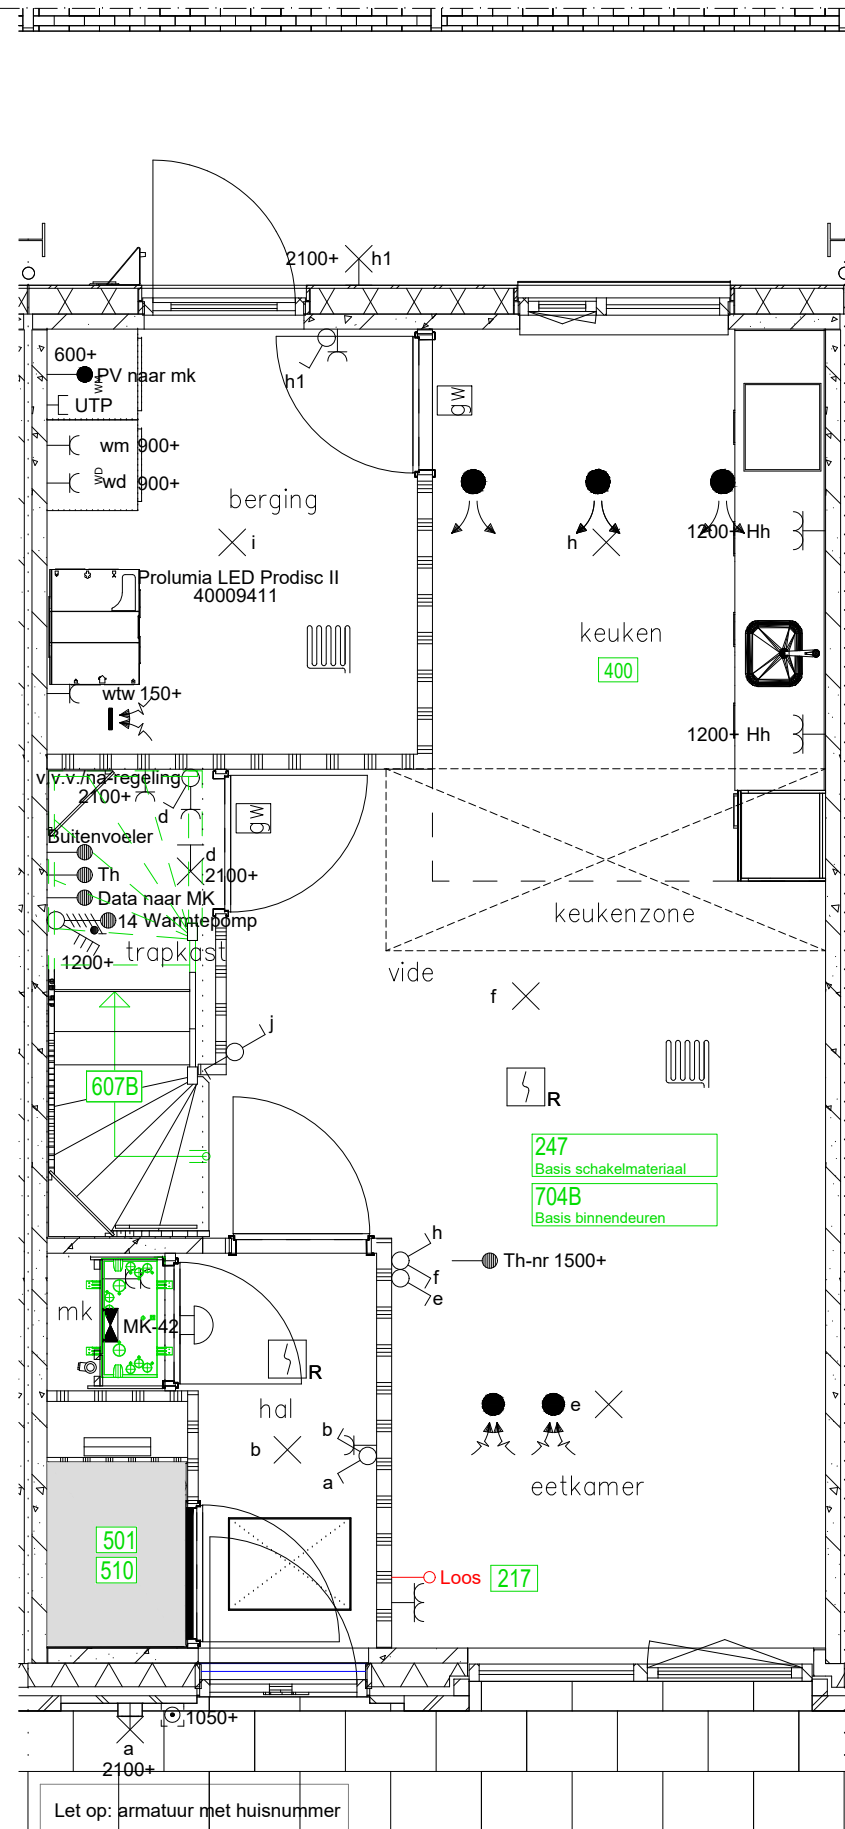 2100+ h1
600+
PV naar mk
UTP
h1
gw
wm 900+
WD
wd 900+
berging
i
h
1200+ Hh
Prolumia LED Prodisc II
40009411
keuken
400
wtw 150+
1200+ Hh
v.v.v./na-regeling
2100+
d
gw
Buitenvoeler
d
Th
2100+
Data naar MK
14 Warmtepomp
keukenzone
trapkast
1200+
vide
f
j
607B
R
247
Basis schakelmateriaal
704B
Basis binnendeuren
h
Th-nr 1500+
f
e
mk
MK-42
R
hal
e
b
b
a
eetkamer
501
510
Loos 217
1050+
a
2100+
Let op: armatuur met huisnummer